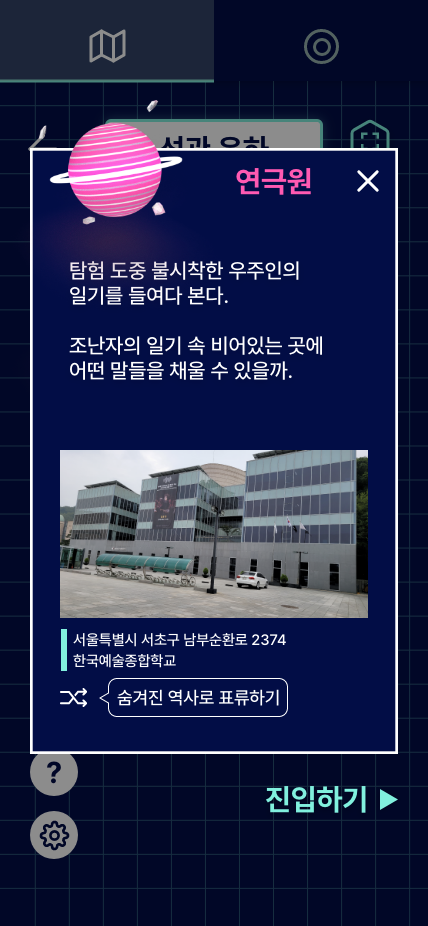 연극원
탐험 도중 불시착한 우주인의
일기를 들여다 본다.
조난자의 일기 속 비어있는 곳에
어떤 말들을 채울 수 있을까.
서울특별시 서초구 남부순환로 2374
한국예술종합학교
숨겨진 역사로 표류하기
?
진입하기